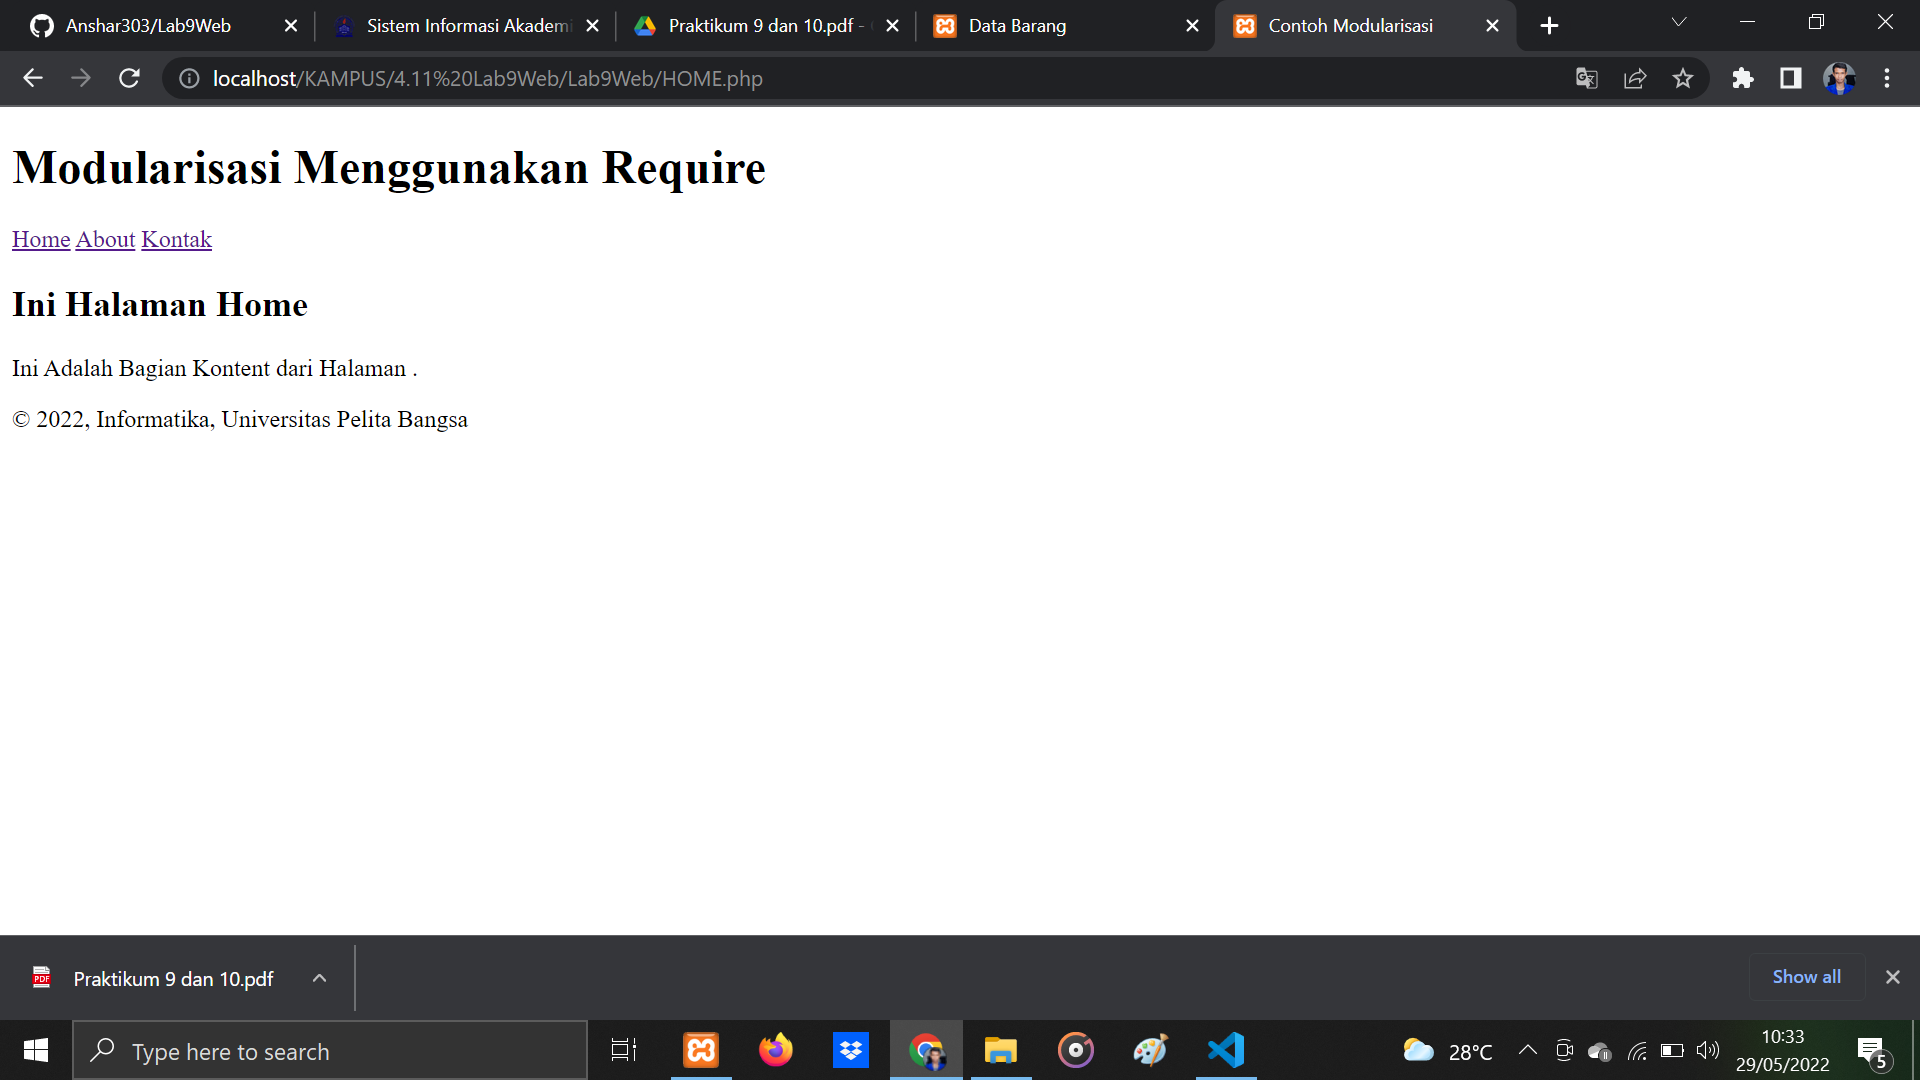 Anshar303/Lab9Web
Sistem Informasi Akademi
Praktikum 9 dan 10.pdf -
Data Barang
Contoh Modularisasi
localhost/KAMPUS/4.11%20Lab9Web/Lab9Web/HOME.php
Modularisasi Menggunakan Require
Home About Kontak
Ini Halaman Home
Ini Adalah Bagian Kontent dari Halaman .
© 2022, Informatika, Universitas Pelita Bangsa
PDF
Praktikum 9 dan 10.pdf
Show all
Type here to search
28°C
10:33
29/05/2022
5